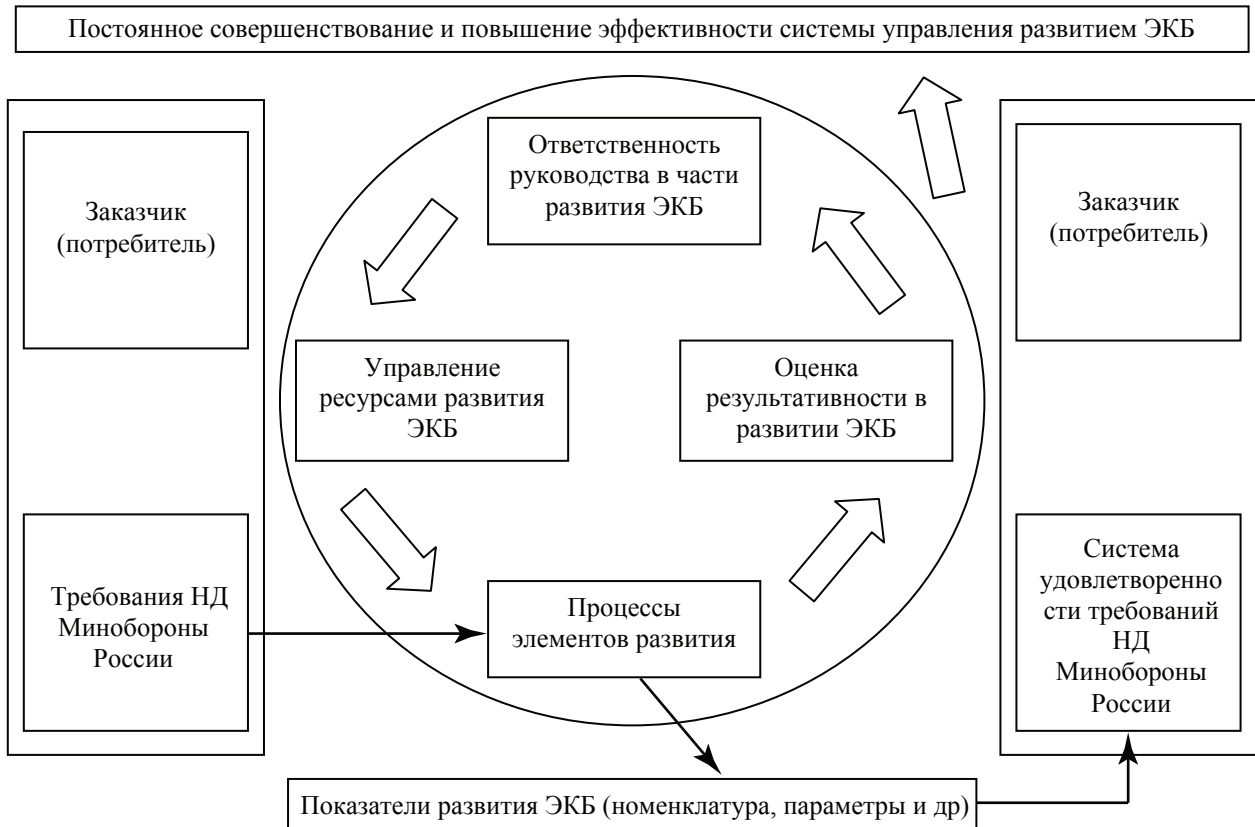 Постоянное совершенствование и повышение эффективности системы управления развитием ЭКБ
Заказчик
(потребитель)
Требования НД
Минобороны
России
Ответственность
руководства в части
развития ЭКБ
Управление
ресурсами развития
ЭКБ
Оценка
результативности в
развитии ЭКБ
Процессы
элементов развития
Заказчик
(потребитель)
Система
удовлетворенно
сти требований
НД
Минобороны
России
Показатели развития ЭКБ (номенклатура, параметры и др)